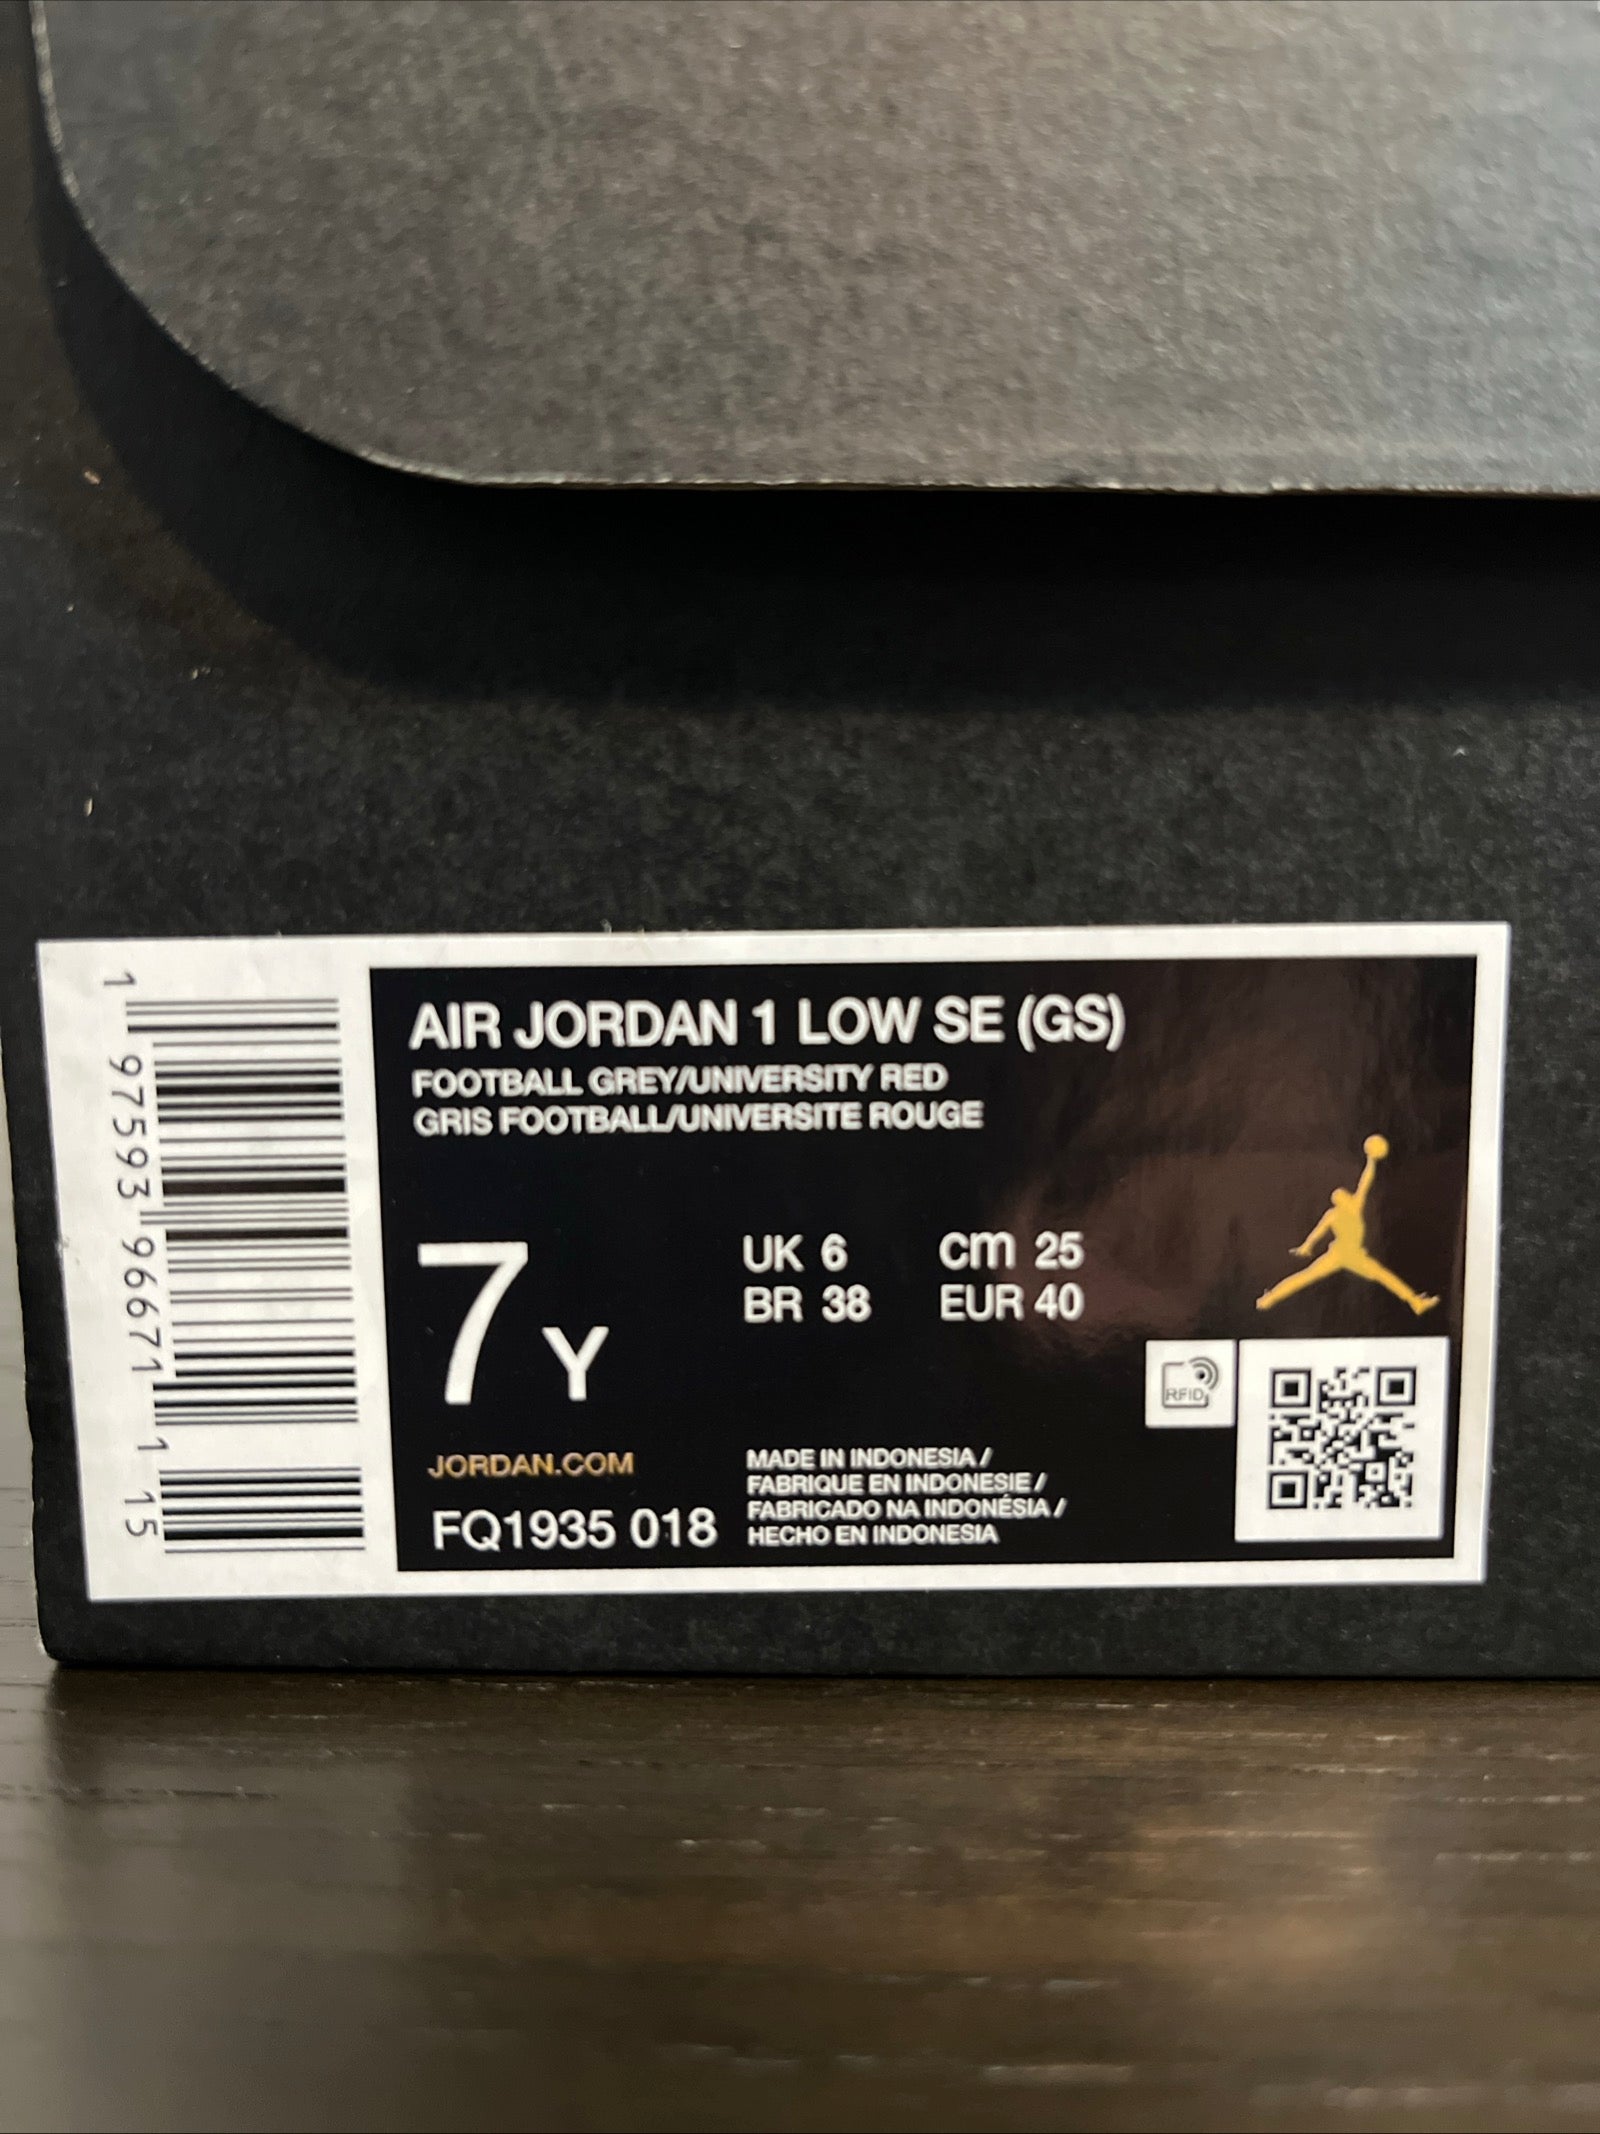 AIR JORDAN 1 LOW SE (GS)
FOOTBALL GREY/UNIVERSITY RED
GRIS FOOTBALL/UNIVERSITE ROUGE
7 Y
UK 6
BR 38
cm 25
EUR 40
RFID
JORDAN.COM
FQ1935 018
MADE IN INDONESIA /
FABRIQUE EN INDONESIE /
FABRICADO NA INDONÉSIA /
HECHO EN INDONESIA
1 97593 96671 1 15